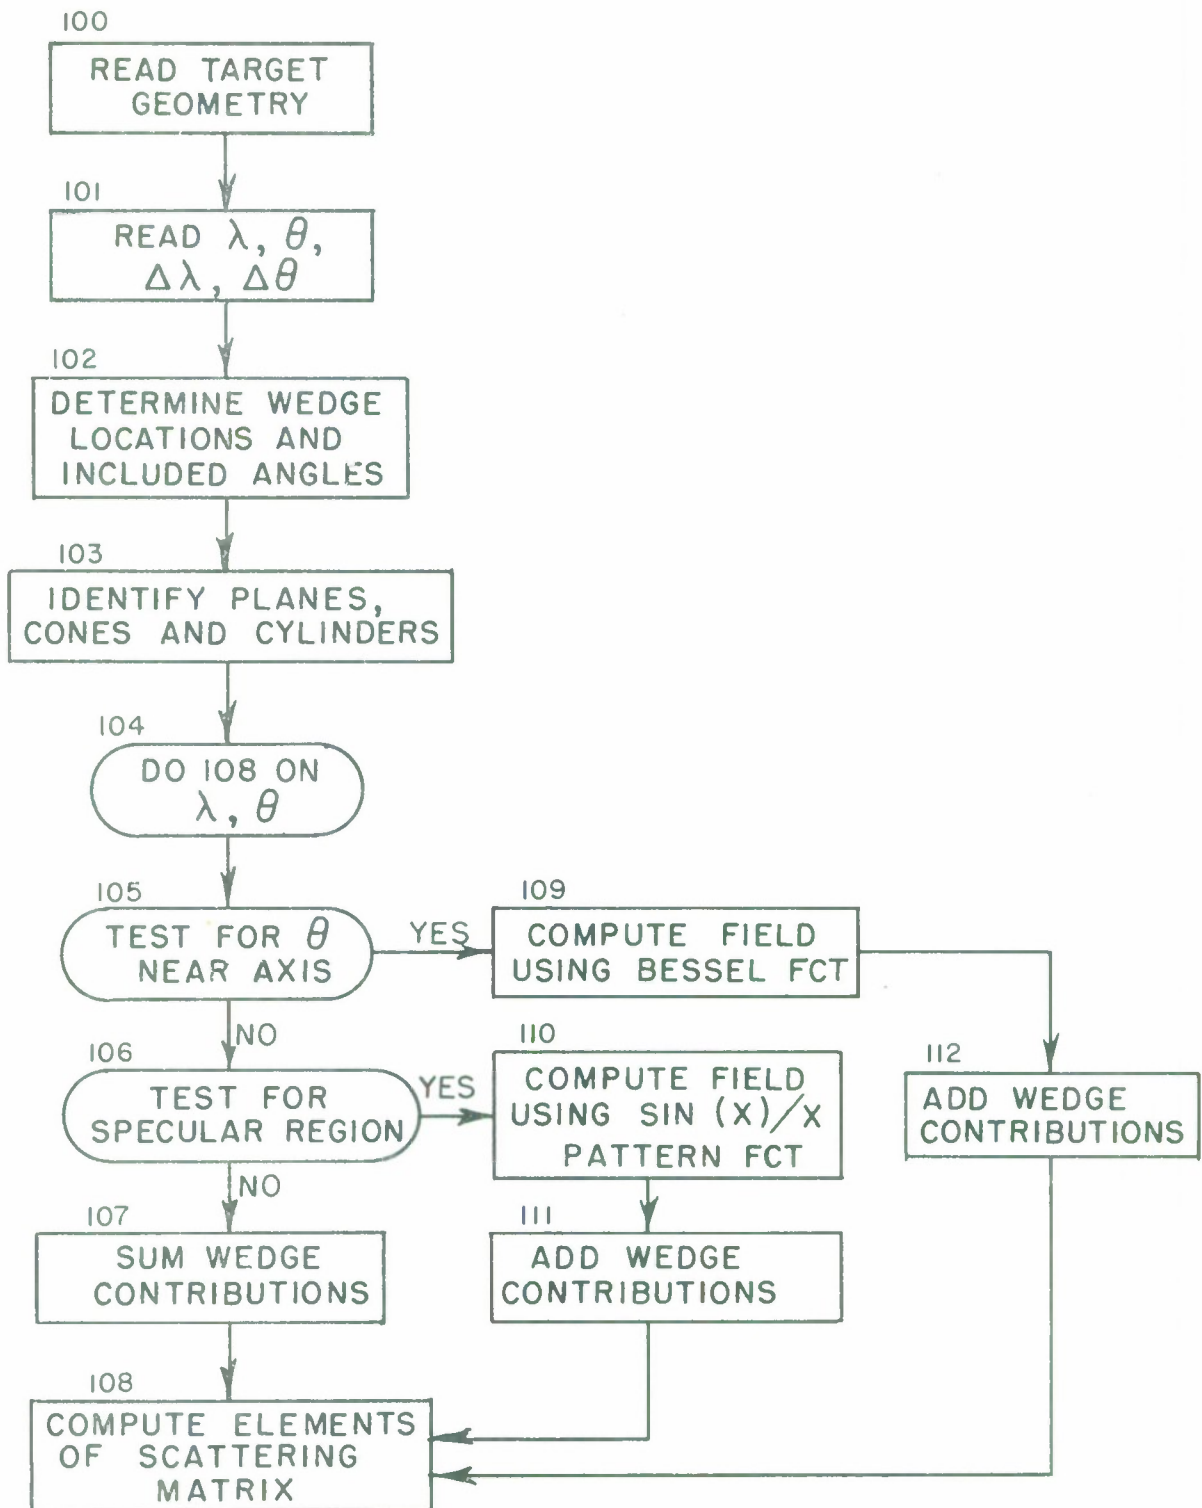 100
READ TARGET
GEOMETRY
101
READ λ, θ,
Δλ, Δθ
102
DETERMINE WEDGE
LOCATIONS AND
INCLUDED ANGLES
103
IDENTIFY PLANES,
CONES AND CYLINDERS
104
DO 108 ON
λ, θ
105
TEST FOR θ
NEAR AXIS
YES
NO
109
COMPUTE FIELD
USING BESSEL FCT
106
TEST FOR
SPECULAR REGION
YES
NO
110
COMPUTE FIELD
USING SIN (X)/X
PATTERN FCT
112
ADD WEDGE
CONTRIBUTIONS
107
SUM WEDGE
CONTRIBUTIONS
111
ADD WEDGE
CONTRIBUTIONS
108
COMPUTE ELEMENTS
OF SCATTERING
MATRIX